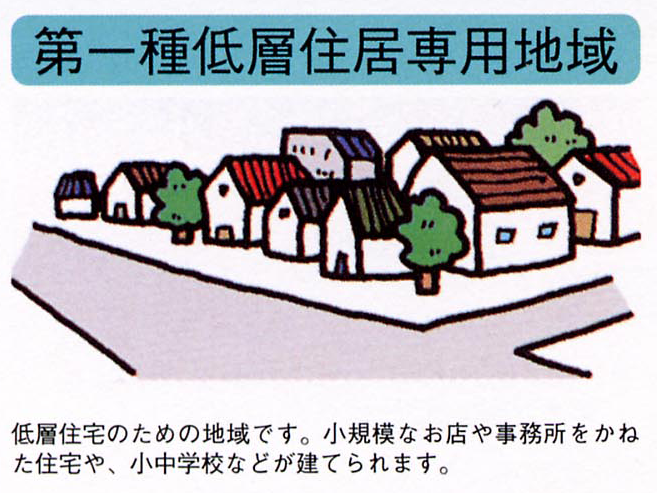 第一種低層住居専用地域
低層住宅のための地域です。小規模なお店や事務所をかね
た住宅や、小中学校などが建てられます。